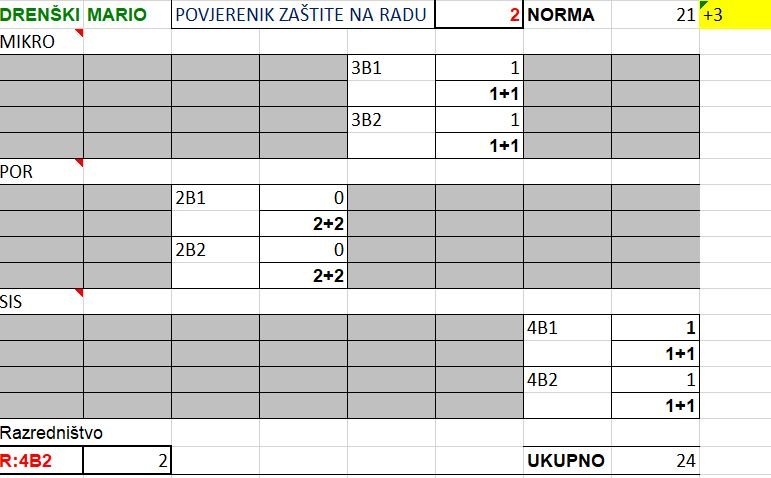 DRENŠKI MARIO POVJERENIK ZAŠTITE NA RADU 2 NORMA 21 +3
MIKRO
3B1 1
1+1
3B2 1
1+1
POR
2B1 0
2+2
2B2 0
2+2
SIS
4B1 1
1+1
4B2 1
1+1
Razredništvo
R:4B2 2 UKUPNO 24